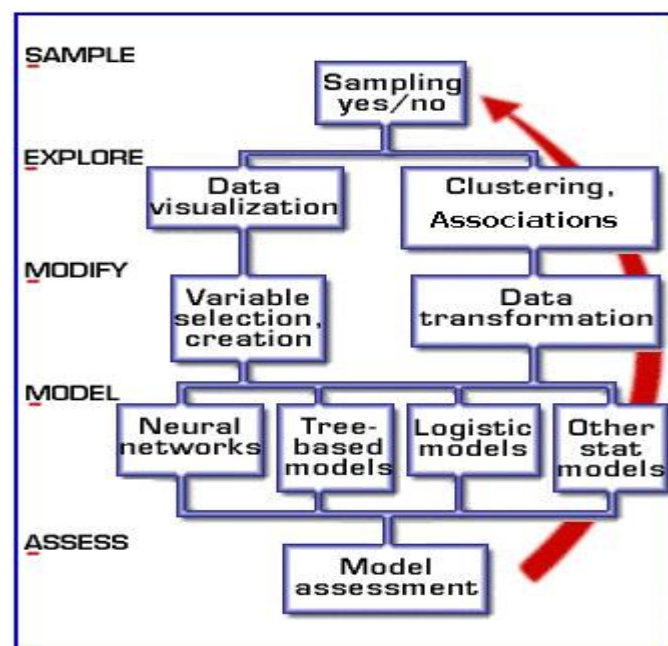 SAMPLE
Sampling
yes/no
EXPLORE
Data
visualization
Clustering,
Associations
MODIFY
Variable
selection,
creation
Data
transformation
MODEL
Neural
networks
Tree-
based
models
Logistic
models
Other
stat
models
ASSESS
Model
assessment